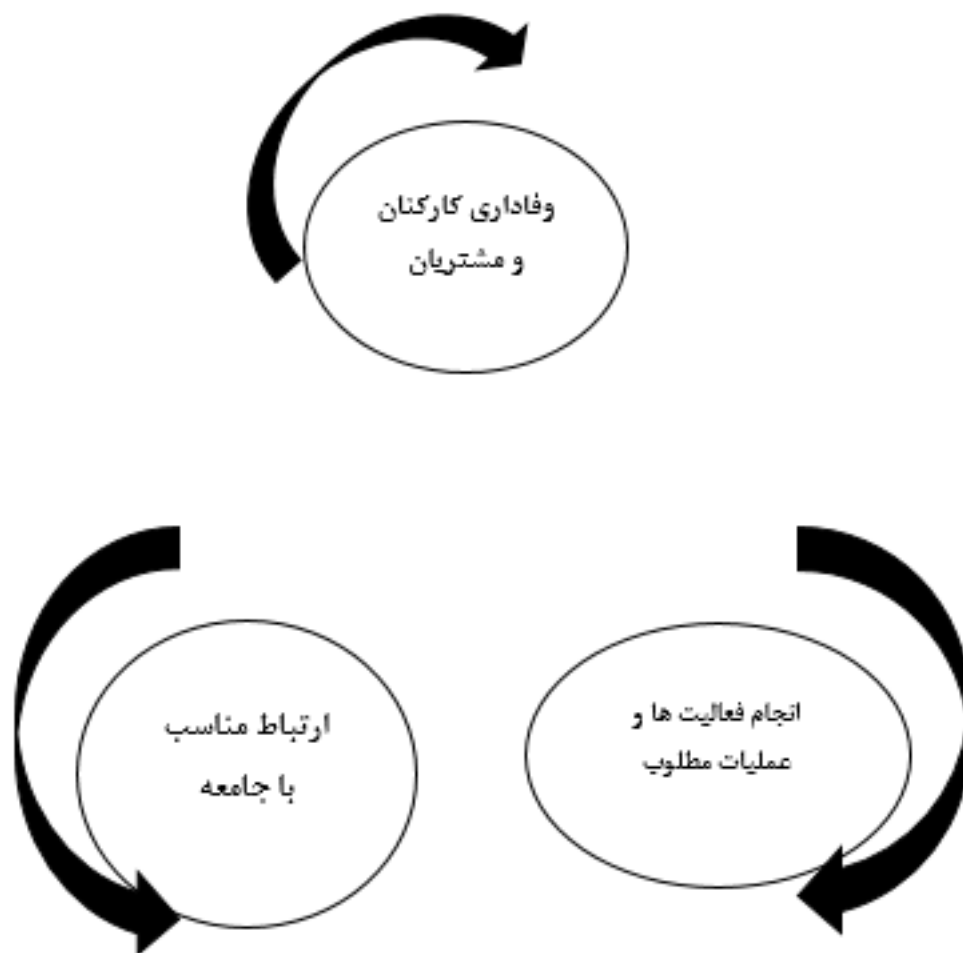 وفاداری کارکنان
و مشتریان
انجام فعالیت ها و
عملیات مطلوب
ارتباط مناسب
با جامعه